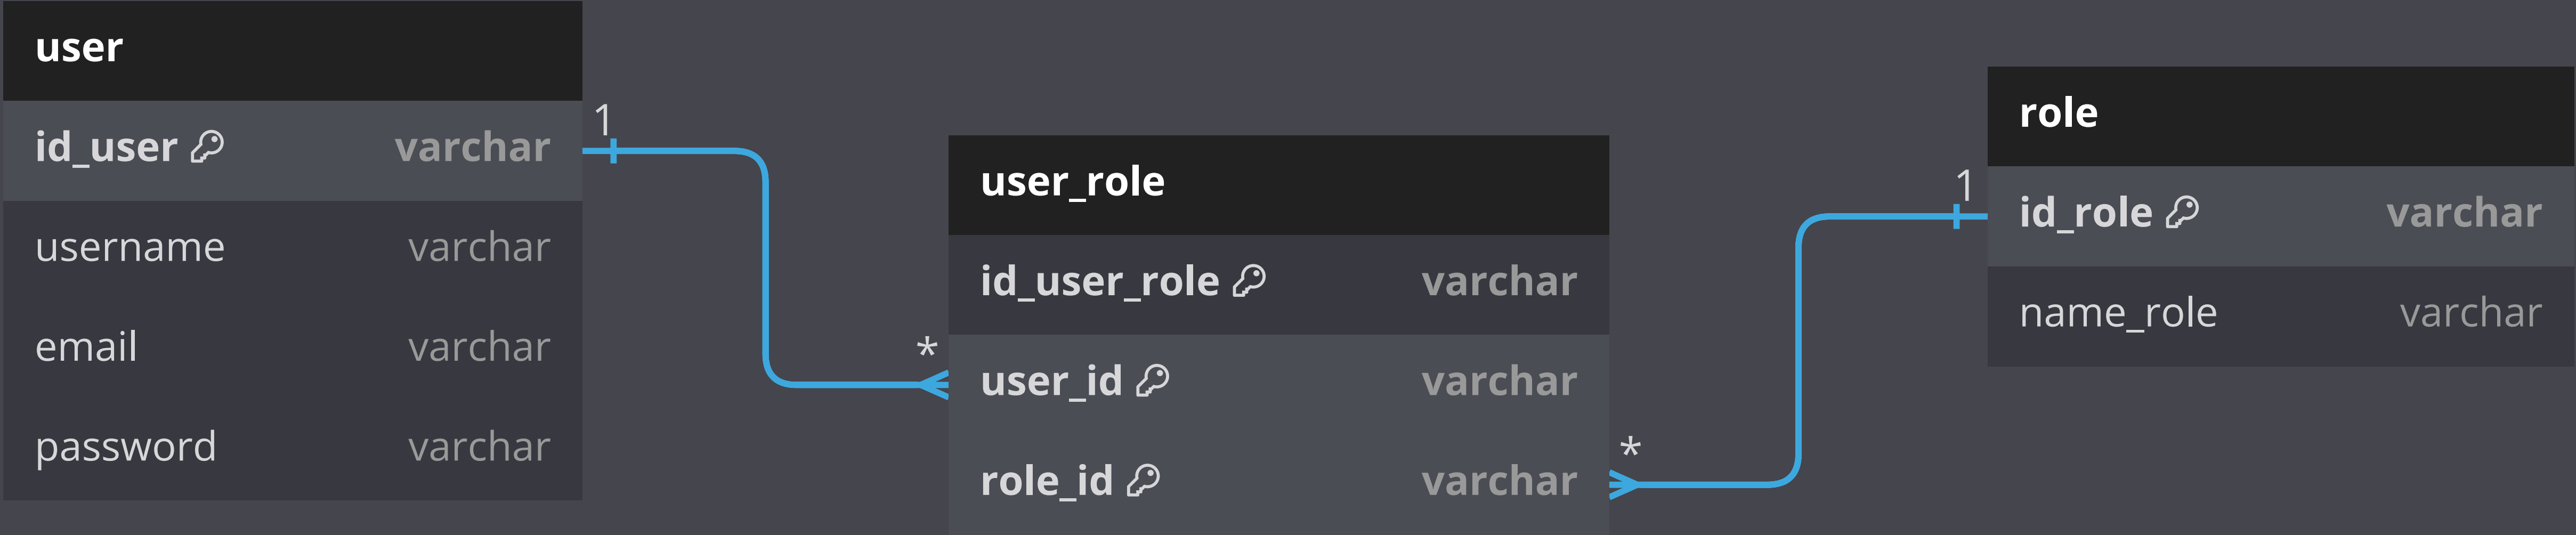 user
id_user varchar
username varchar
email varchar
password varchar
1
*
user_role
id_user_role varchar
user_id varchar
role_id varchar
*
1
role
id_role varchar
name_role varchar